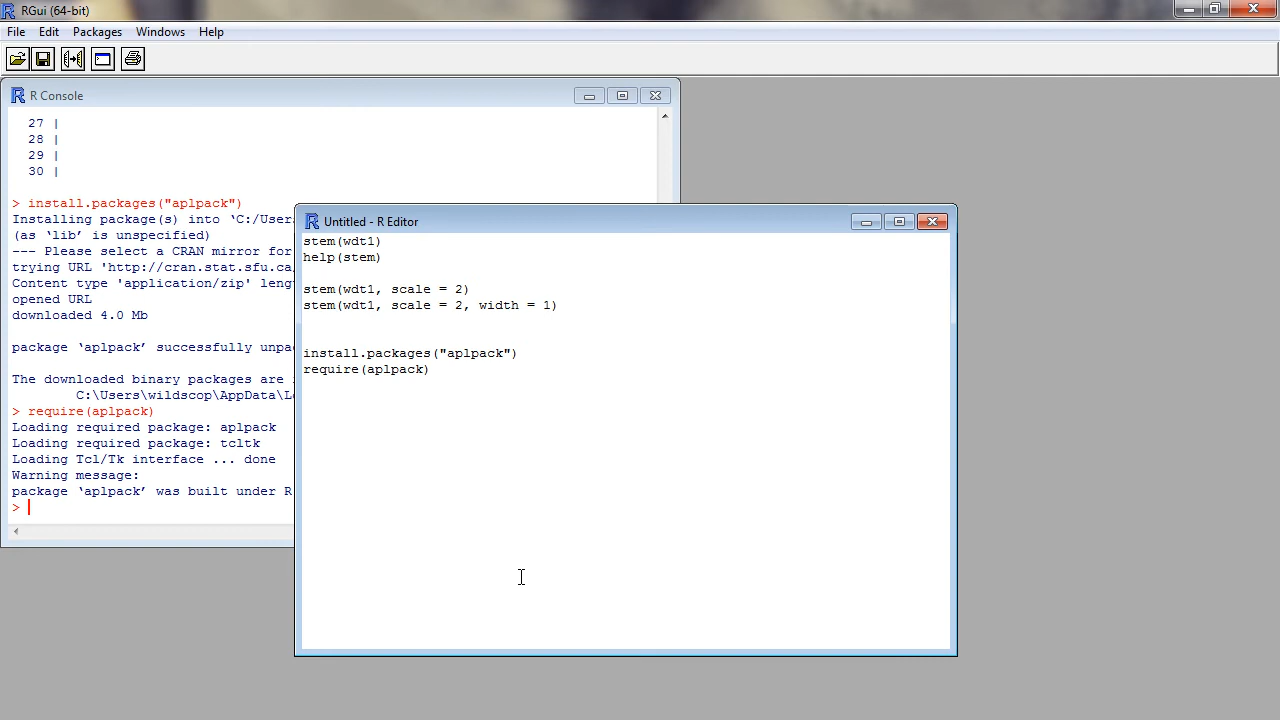 RGui (64-bit)
File Edit Packages Windows Help
R Console
27 |
28 |
29 |
30 |
> install.packages("aplpack")
Installing package(s) into ‘C:/User
(as ‘lib’ is unspecified)
--- Please select a CRAN mirror for
trying URL 'http://cran.stat.sfu.ca
Content type 'application/zip' leng
opened URL
downloaded 4.0 Mb
package ‘aplpack’ successfully unpa
The downloaded binary packages are
C:\Users\wildscop\AppData\L
> require(aplpack)
Loading required package: aplpack
Loading required package: tcltk
Loading Tcl/Tk interface ... done
Warning message:
package ‘aplpack’ was built under R
>
Untitled - R Editor
stem(wdt1)
help(stem)
stem(wdt1, scale = 2)
stem(wdt1, scale = 2, width = 1)
install.packages("aplpack")
require(aplpack)